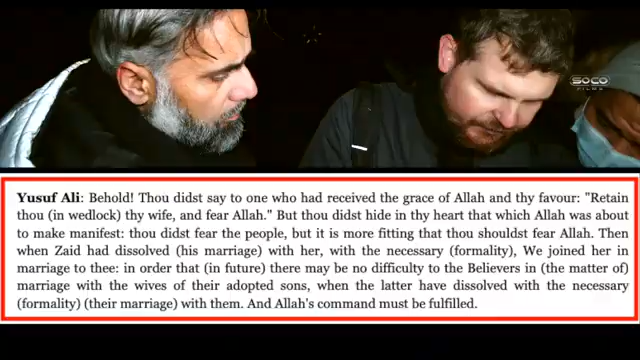 SOCO
FILMS
Yusuf Ali: Behold! Thou didst say to one who had received the grace of Allah and thy favour: "Retain
thou (in wedlock) thy wife, and fear Allah." But thou didst hide in thy heart that which Allah was about
to make manifest: thou didst fear the people, but it is more fitting that thou shouldst fear Allah. Then
when Zaid had dissolved (his marriage) with her, with the necessary (formality), We joined her in
marriage to thee: in order that (in future) there may be no difficulty to the Believers in (the matter of)
marriage with the wives of their adopted sons, when the latter have dissolved with the necessary
(formality) (their marriage) with them. And Allah's command must be fulfilled.